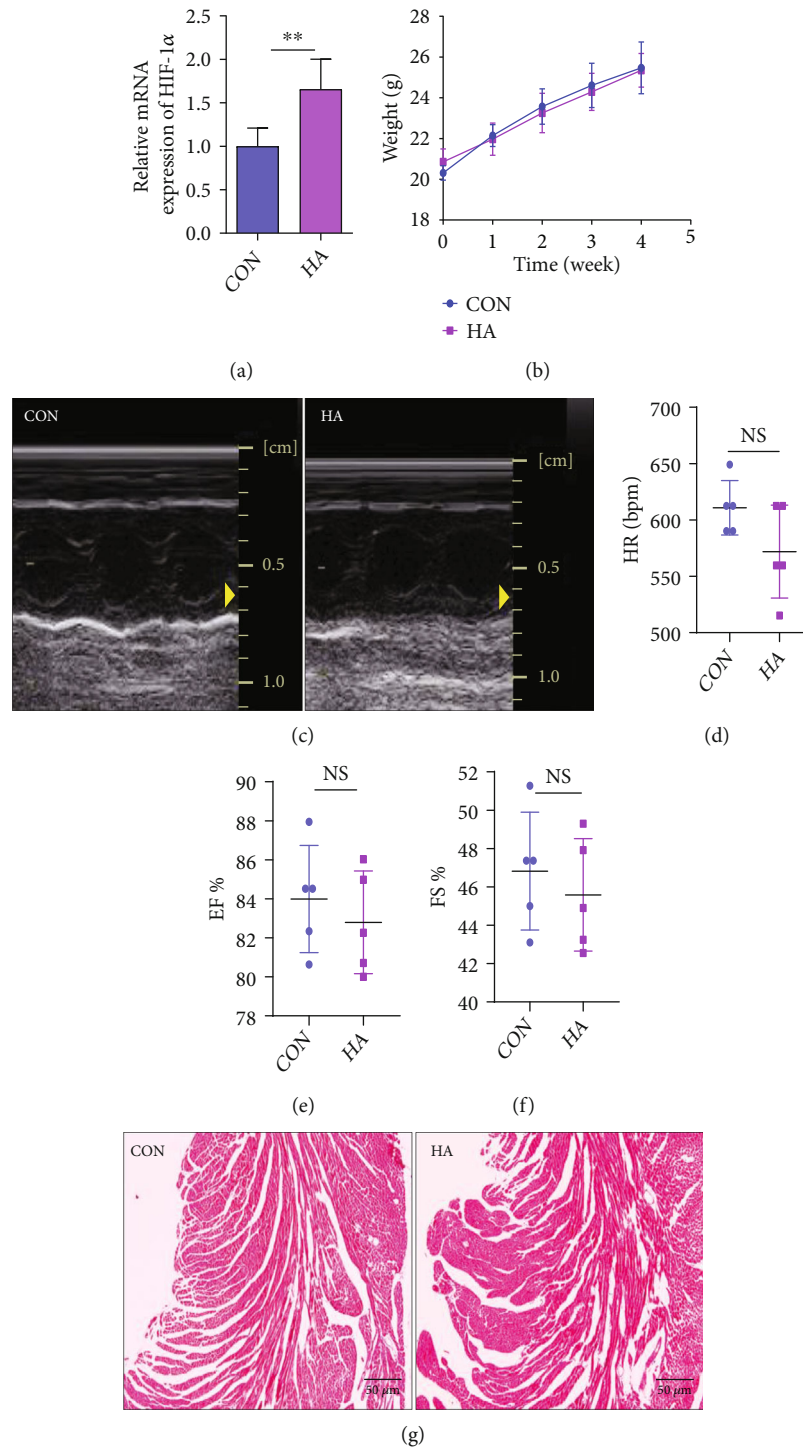 Relative mRNA
expression of HIF-1α
2.5
2.0
1.5
1.0
0.5
0.0
**
CON
HA
(a)
Weight (g)
28
26
24
22
20
18
0 1 2 3 4 5
Time (week)
CON
HA
(b)
CON
[cm]
0.5
1.0
HA
[cm]
0.5
1.0
(c)
HR (bpm)
700
650
600
550
500
NS
CON
HA
(d)
EF %
90
88
86
84
82
80
78
NS
CON
HA
(e)
FS %
52
50
48
46
44
42
40
NS
CON
HA
(f)
CON
50 μm
HA
50 μm
(g)